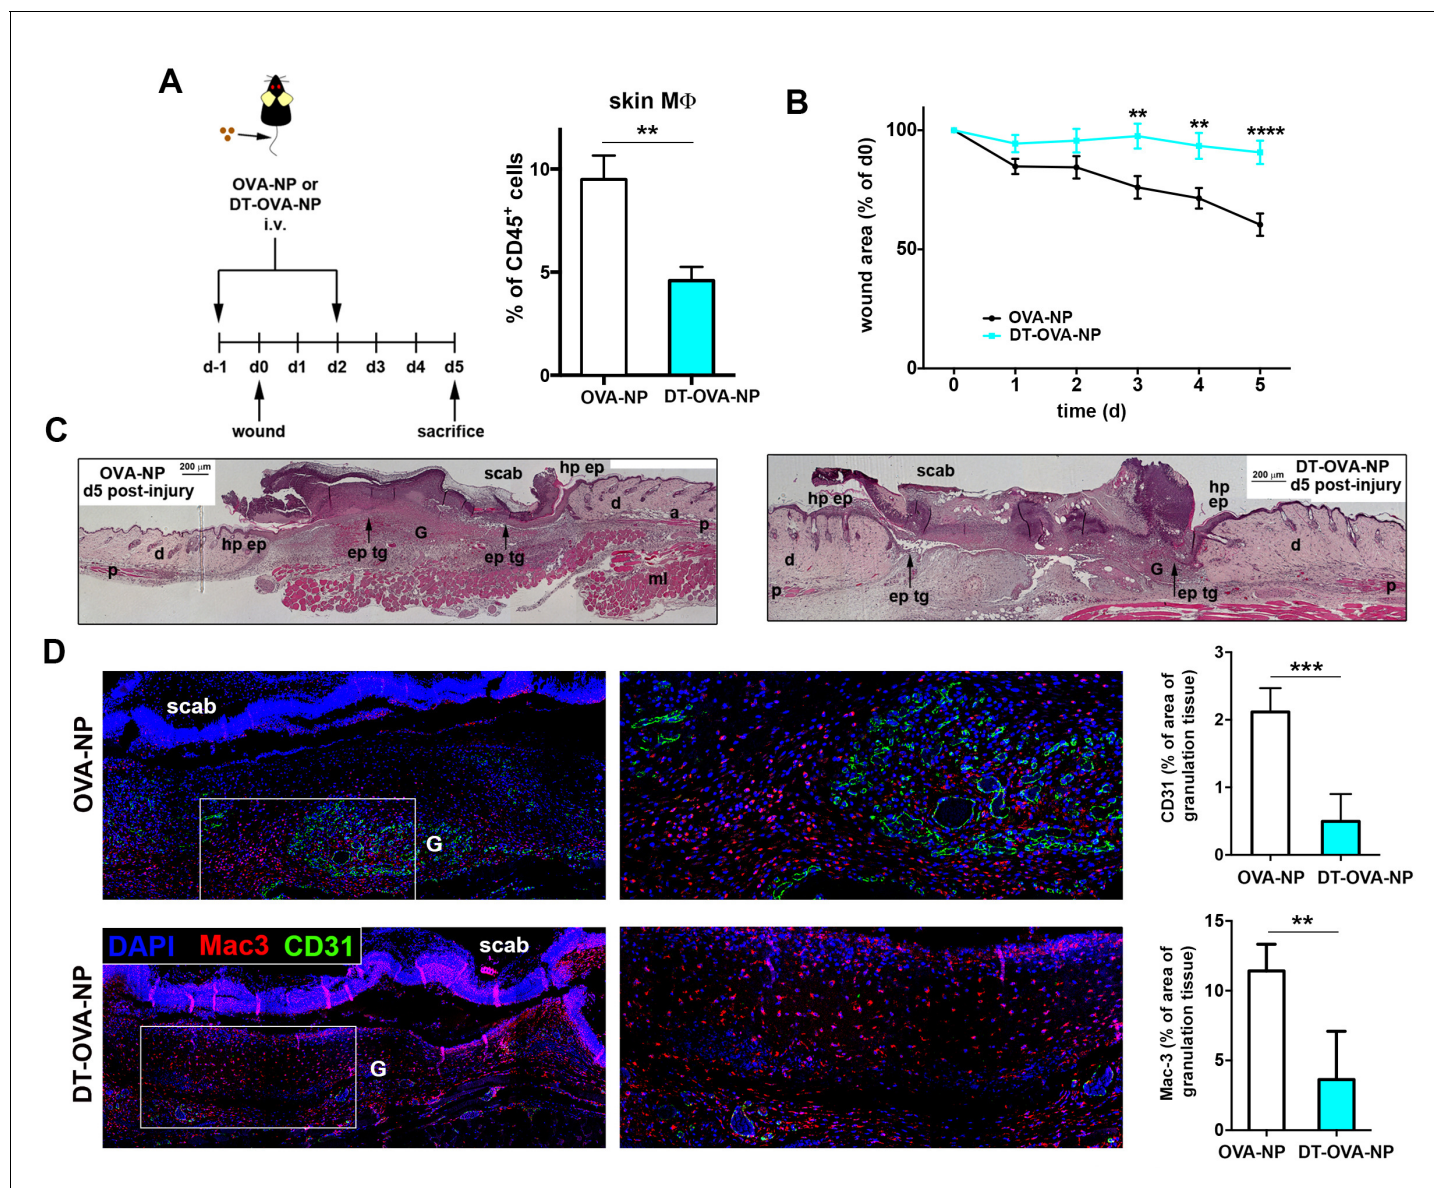 A
OVA-NP or
DT-OVA-NP
i.v.
d-1 d0 d1 d2 d3 d4 d5
wound sacrifice
skin MΦ
**
% of CD45+ cells
10
5
0
OVA-NP DT-OVA-NP
B
wound area (% of d0)
100
50
0
** ** ****
OVA-NP
DT-OVA-NP
0 1 2 3 4 5
time (d)
C
OVA-NP
d5 post-injury
200 µm
scab
hp ep
d
a
p
G
hp ep
ep tg
ep tg
d
p
ml
scab
200 µm
DT-OVA-NP
d5 post-injury
hp ep
hp
ep
d
d
p
ep tg
G
ep tg
p
D
OVA-NP
scab
G
CD31 (% of area of
granulation tissue)
3
2
1
0
***
OVA-NP DT-OVA-NP
DT-OVA-NP
DAPI Mac3 CD31
scab
G
Mac-3 (% of area of
granulation tissue)
15
10
5
0
**
OVA-NP DT-OVA-NP